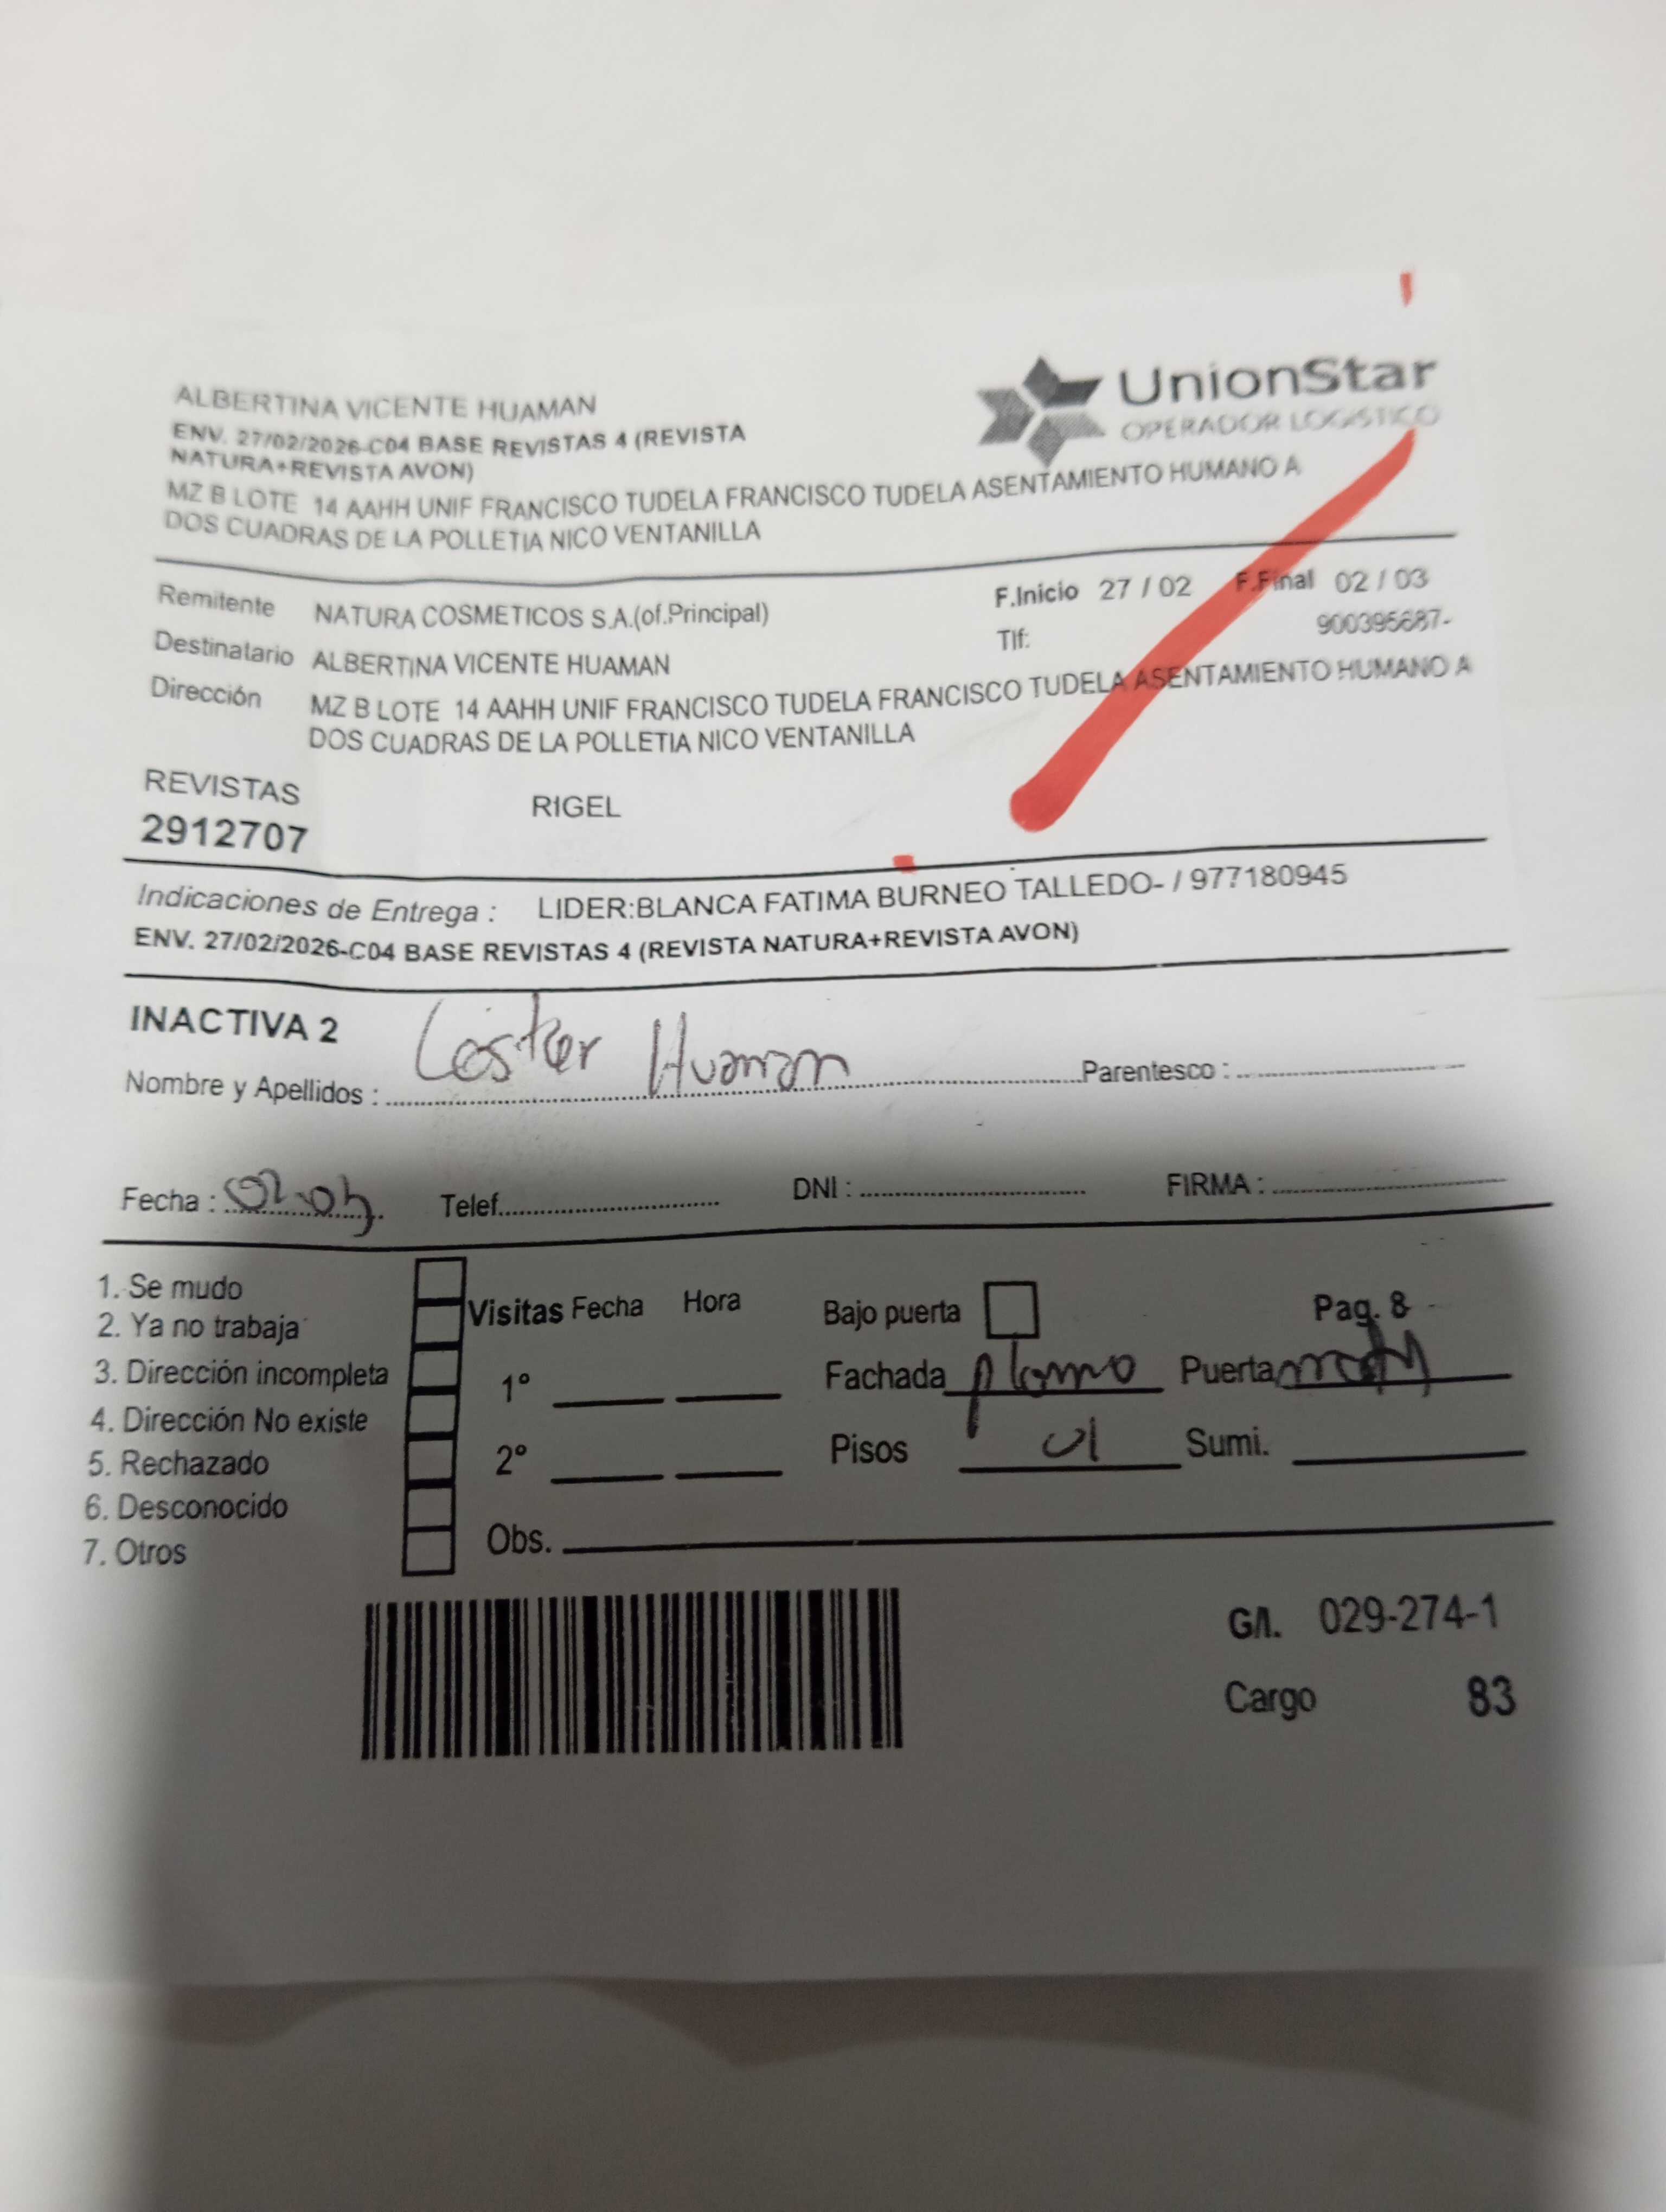 UnionStar
OPERADOR LOGISTICO
ALBERTINA VICENTE HUAMAN
ENV. 27/02/2026-C04 BASE REVISTAS 4 (REVISTA
NATURA+REVISTA AVON)
MZ B LOTE 14 AAHH UNIF FRANCISCO TUDELA FRANCISCO TUDELA ASENTAMIENTO HUMANO A
DOS CUADRAS DE LA POLLETIA NICO VENTANILLA
Remitente NATURA COSMETICOS S.A.(of.Principal) F.Inicio 27 / 02 F.Final 02 / 03
Destinatario ALBERTINA VICENTE HUAMAN Tlf: 900395687-
Dirección MZ B LOTE 14 AAHH UNIF FRANCISCO TUDELA FRANCISCO TUDELA ASENTAMIENTO HUMANO A
DOS CUADRAS DE LA POLLETIA NICO VENTANILLA
REVISTAS RIGEL
2912707
Indicaciones de Entrega : LIDER:BLANCA FATIMA BURNEO TALLEDO- / 977180945
ENV. 27/02/2026-C04 BASE REVISTAS 4 (REVISTA NATURA+REVISTA AVON)
INACTIVA 2
Nombre y Apellidos : Huaman Parentesco :
Fecha : 02-03 Telef. DNI : FIRMA :
1. Se mudo
2. Ya no trabaja
3. Dirección incompleta
4. Dirección No existe
5. Rechazado
6. Desconocido
7. Otros
Visitas Fecha Hora Bajo puerta Pag. 8
1° Fachada plomo Puerta
2° Pisos 01 Sumi.
Obs.
G/I. 029-274-1
Cargo 83